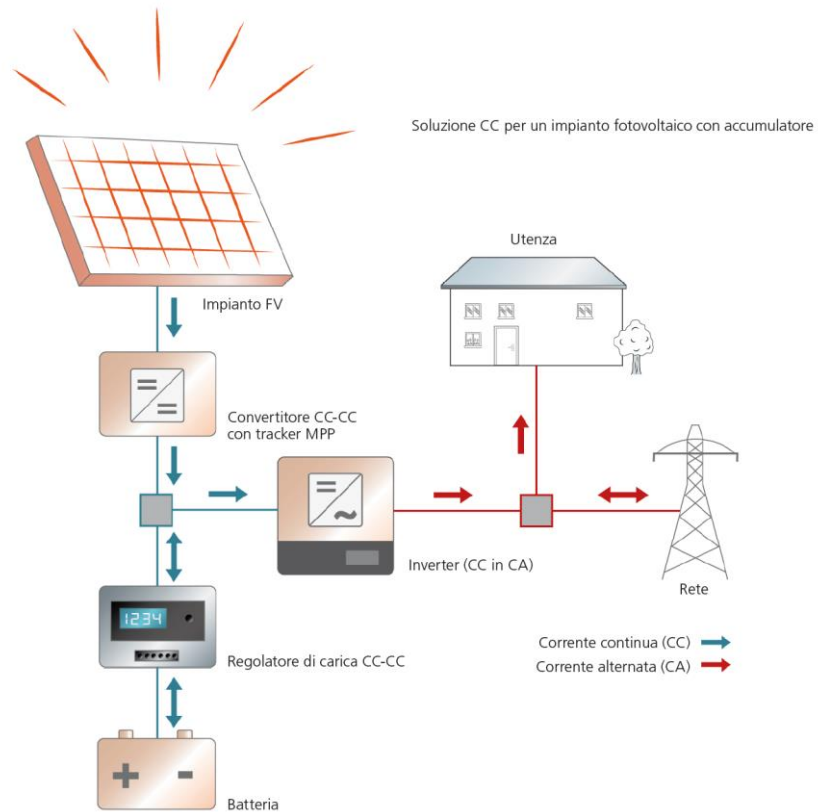 Soluzione CC per un impianto fotovoltaico con accumulatore
Utenza
Impianto FV
Convertitore CC-CC
con tracker MPP
Inverter (CC in CA)
Rete
1234
Regolatore di carica CC-CC
Corrente continua (CC)
Corrente alternata (CA)
+ -
Batteria